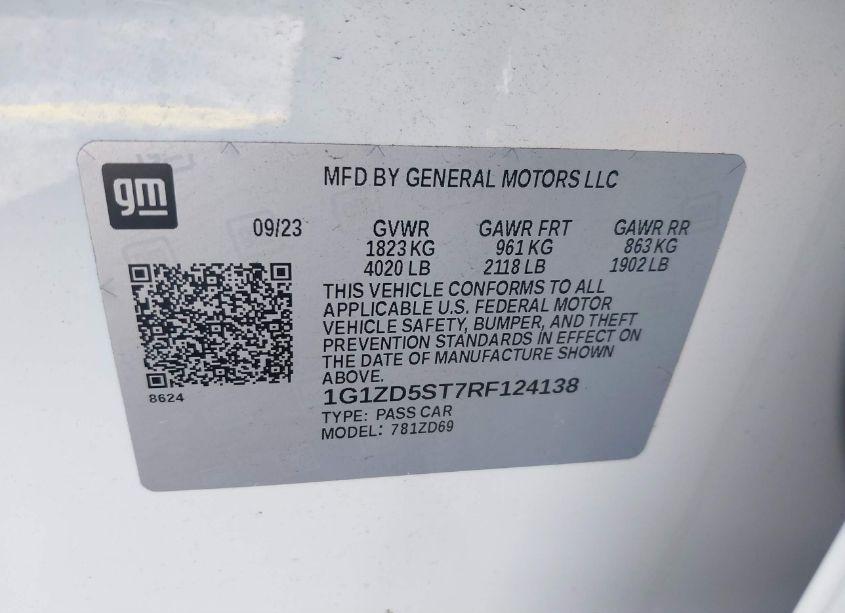 gm
MFD BY GENERAL MOTORS LLC
09/23 GVWR GAWR FRT GAWR RR
1823 KG 961 KG 863 KG
4020 LB 2118 LB 1902 LB
THIS VEHICLE CONFORMS TO ALL
APPLICABLE U.S. FEDERAL MOTOR
VEHICLE SAFETY, BUMPER, AND THEFT
PREVENTION STANDARDS IN EFFECT ON
THE DATE OF MANUFACTURE SHOWN
ABOVE.
8624
1G1ZD5ST7RF124138
TYPE: PASS CAR
MODEL: 781ZD69